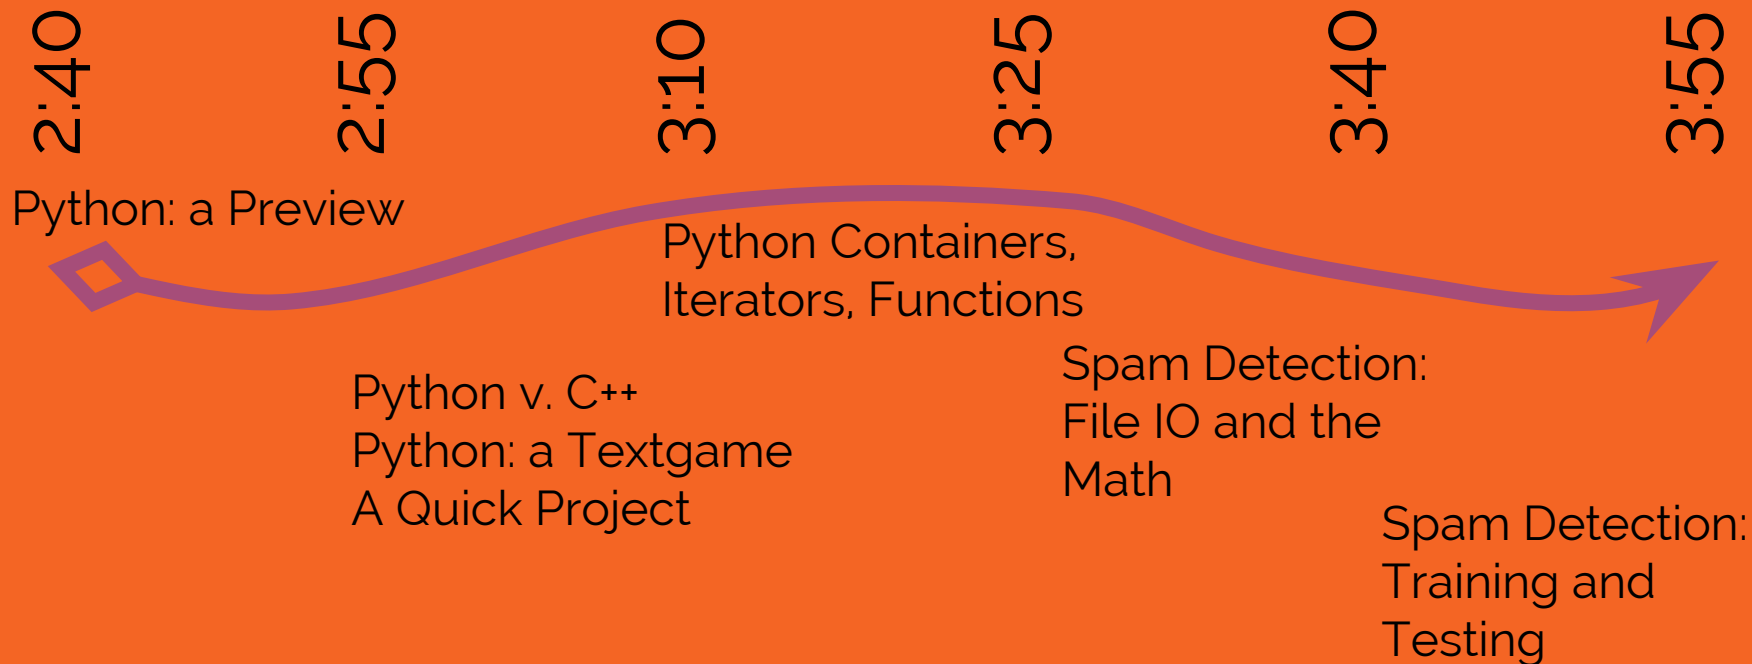 2:40
2:55
3:10
3:25
3:40
3:55
Python: a Preview
Python Containers,
Iterators, Functions
Python v. C++
Python: a Textgame
A Quick Project
Spam Detection:
File IO and the
Math
Spam Detection:
Training and
Testing